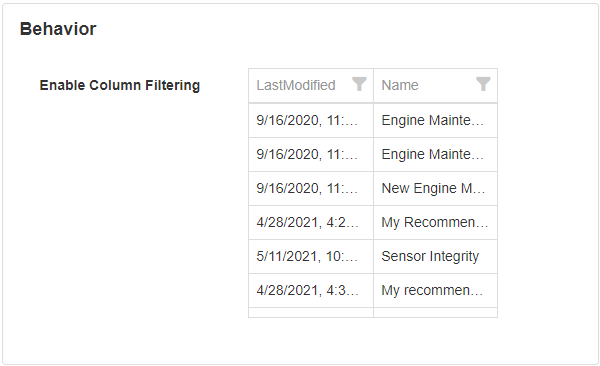 Behavior
Enable Column Filtering
LastModified Name
9/16/2020, 11:... Engine Mainte...
9/16/2020, 11:... Engine Mainte...
9/16/2020, 11:... New Engine M...
4/28/2021, 4:2... My Recommen...
5/11/2021, 10:... Sensor Integrity
4/28/2021, 4:3... My recommen...